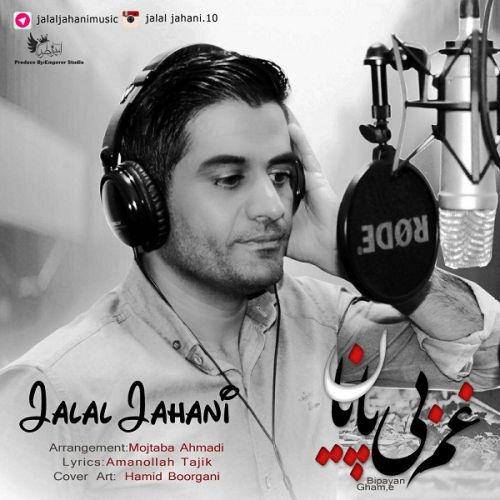 jalaljahanimusic jalal jahani.10
Produce By:Emperor Studio
RØDE
غم بی پایان
Bipayan
Gham,e
Jalal Jahani
Arrangement:Mojtaba Ahmadi
Lyrics:Amanollah Tajik
Cover Art: Hamid Boorgani